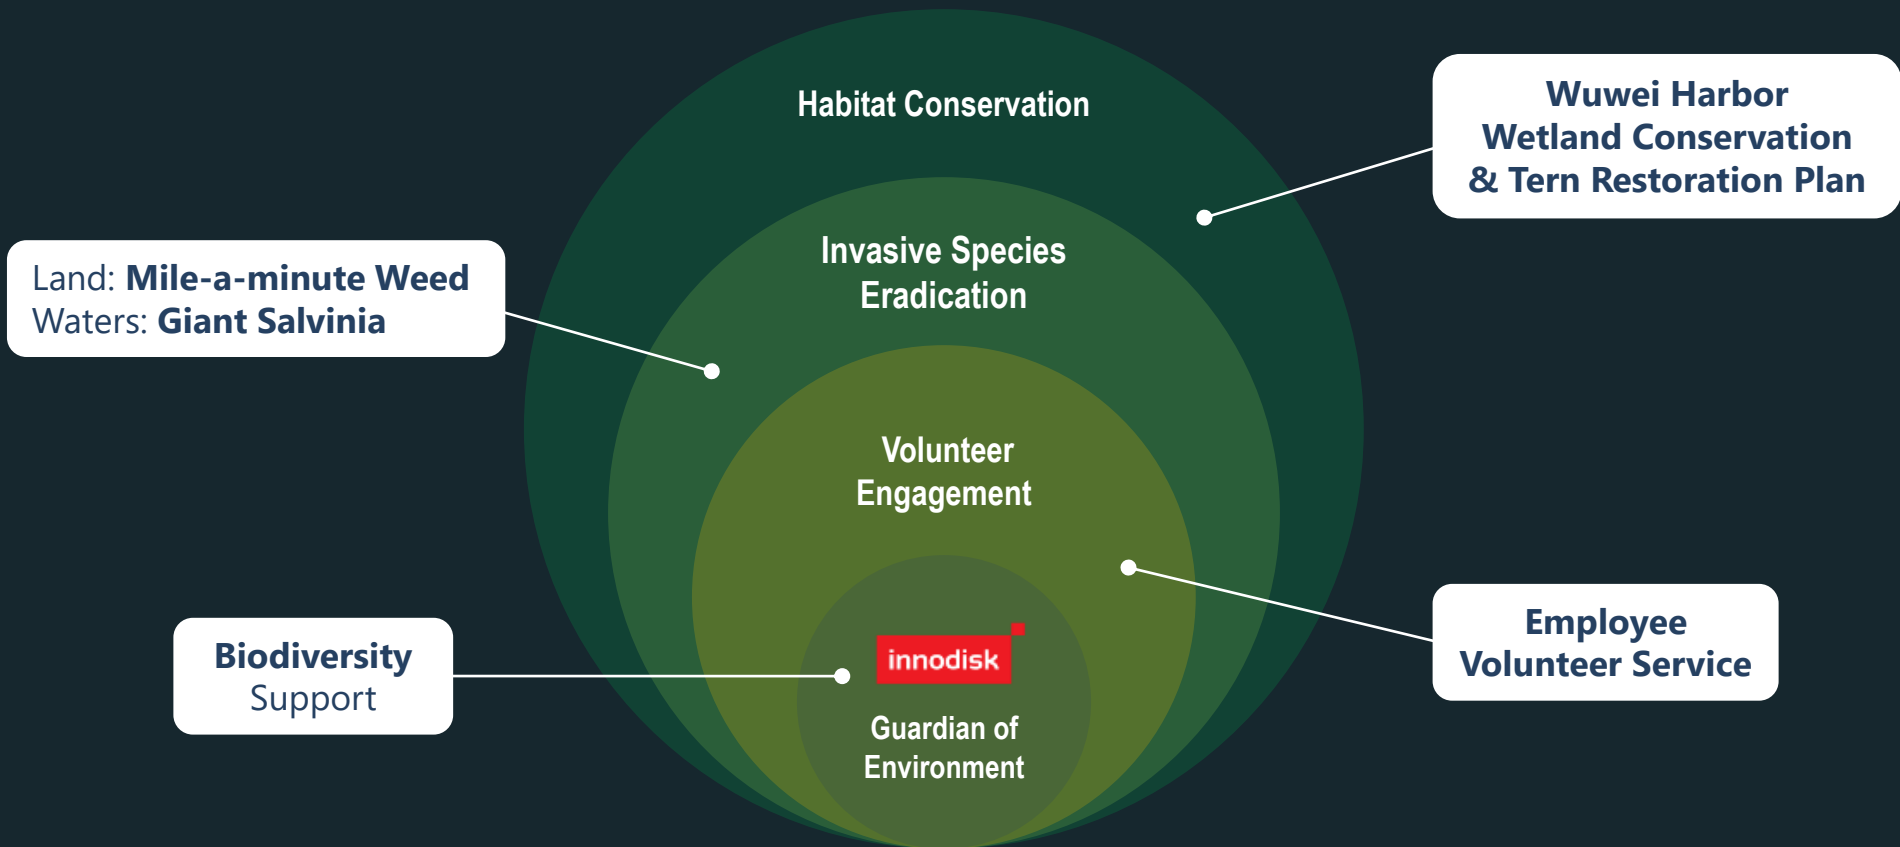 Habitat Conservation
Wuwei Harbor
Wetland Conservation
& Tern Restoration Plan
Invasive Species
Eradication
Land: Mile-a-minute Weed
Waters: Giant Salvinia
Volunteer
Engagement
Employee
Volunteer Service
Biodiversity
Support
innodisk
Guardian of
Environment